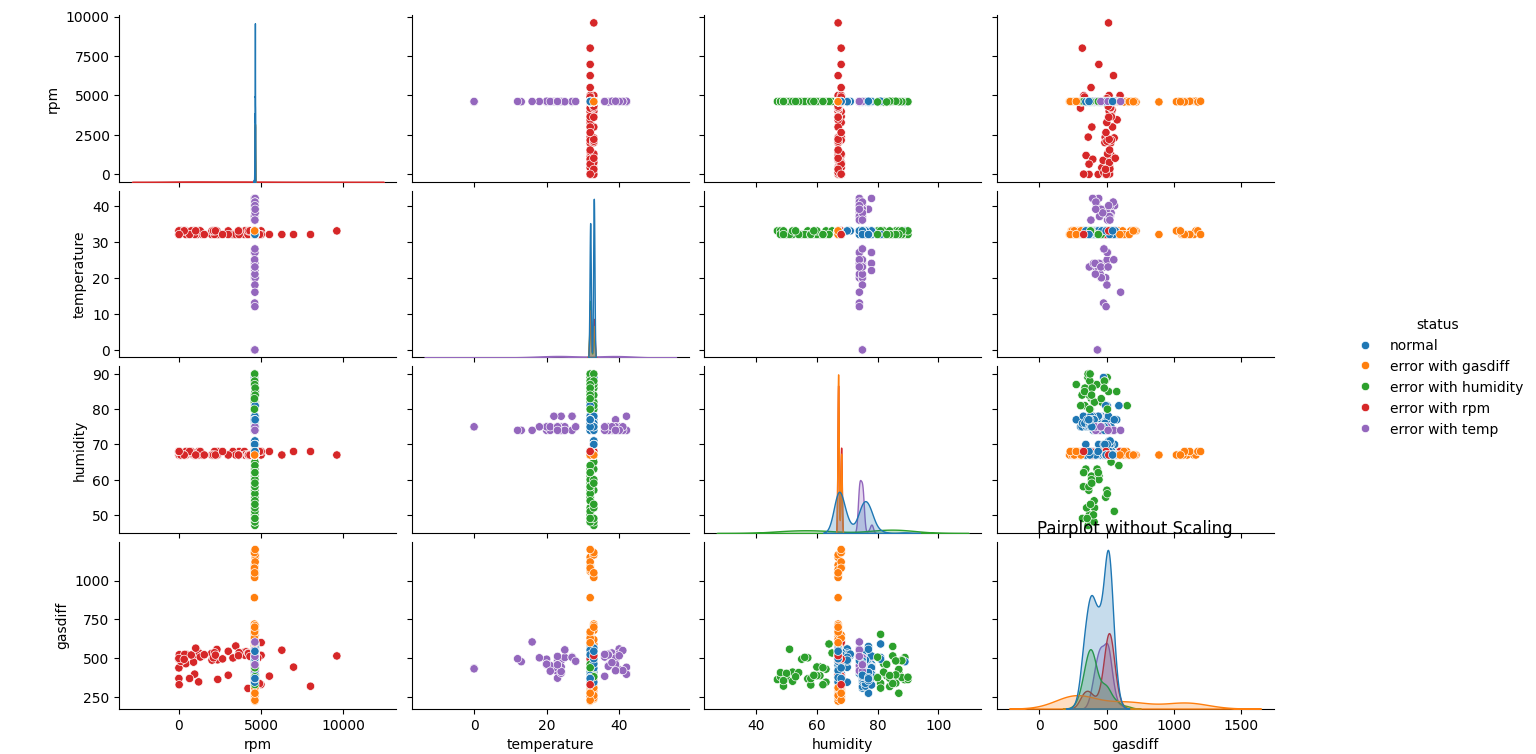 10000
7500
5000
2500
0
rpm
40
30
20
10
0
temperature
90
80
70
60
50
humidity
Pairplot without Scaling
1000
750
500
250
gasdiff
0 5000 10000
rpm
0 20 40
temperature
40 60 80 100
humidity
0 500 1000 1500
gasdiff
status
normal
error with gasdiff
error with humidity
error with rpm
error with temp